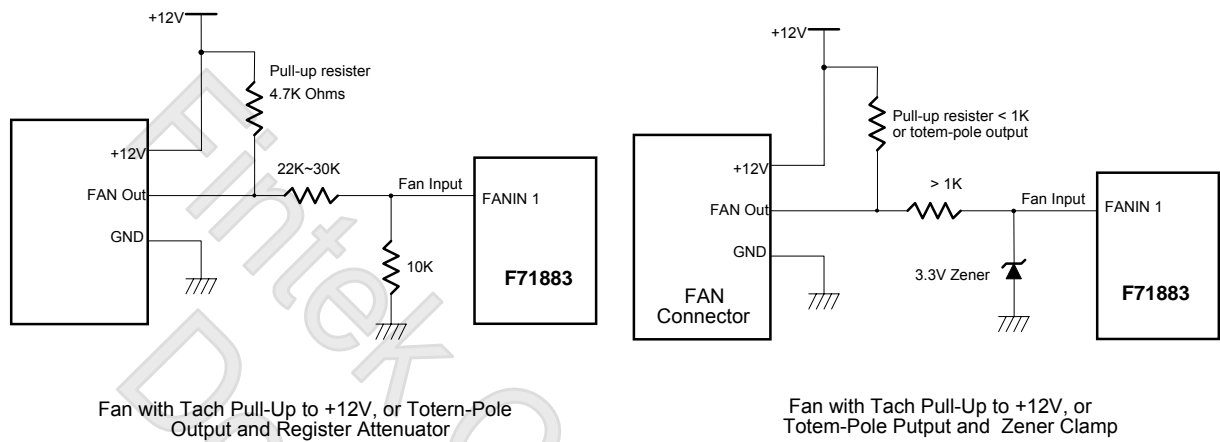 +12V
Pull-up resister
4.7K Ohms
+12V
22K~30K
Fan Input
FAN Out
FANIN 1
GND
10K
F71883
Fan with Tach Pull-Up to +12V, or Totern-Pole
Output and Register Attenuator
+12V
Pull-up resister < 1K
or totem-pole output
+12V
> 1K
Fan Input
FAN Out
FANIN 1
GND
3.3V Zener
FAN
Connector
F71883
Fan with Tach Pull-Up to +12V, or
Totem-Pole Putput and Zener Clamp
Fintek